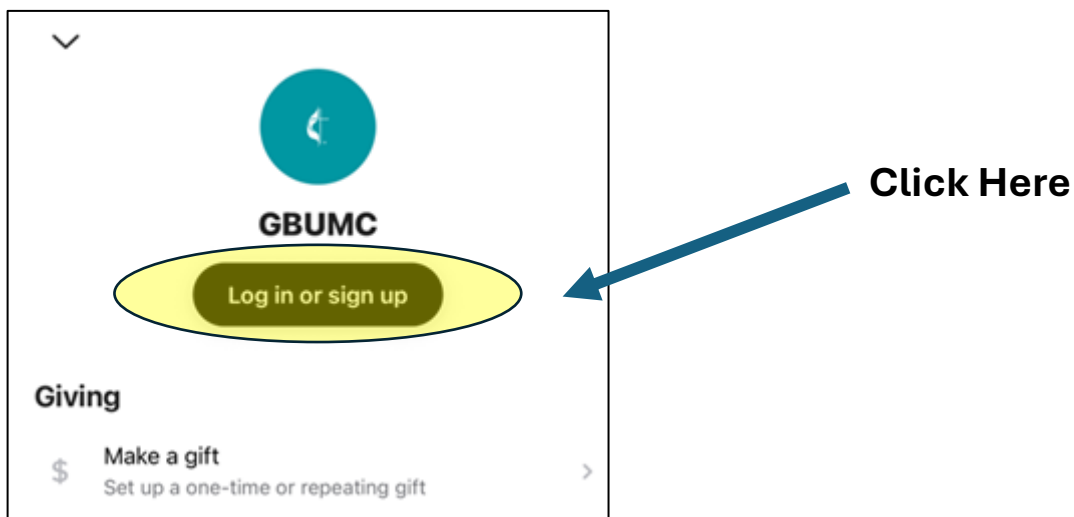 GBUMC
Log in or sign up
Click Here
Giving
$
Make a gift
Set up a one-time or repeating gift